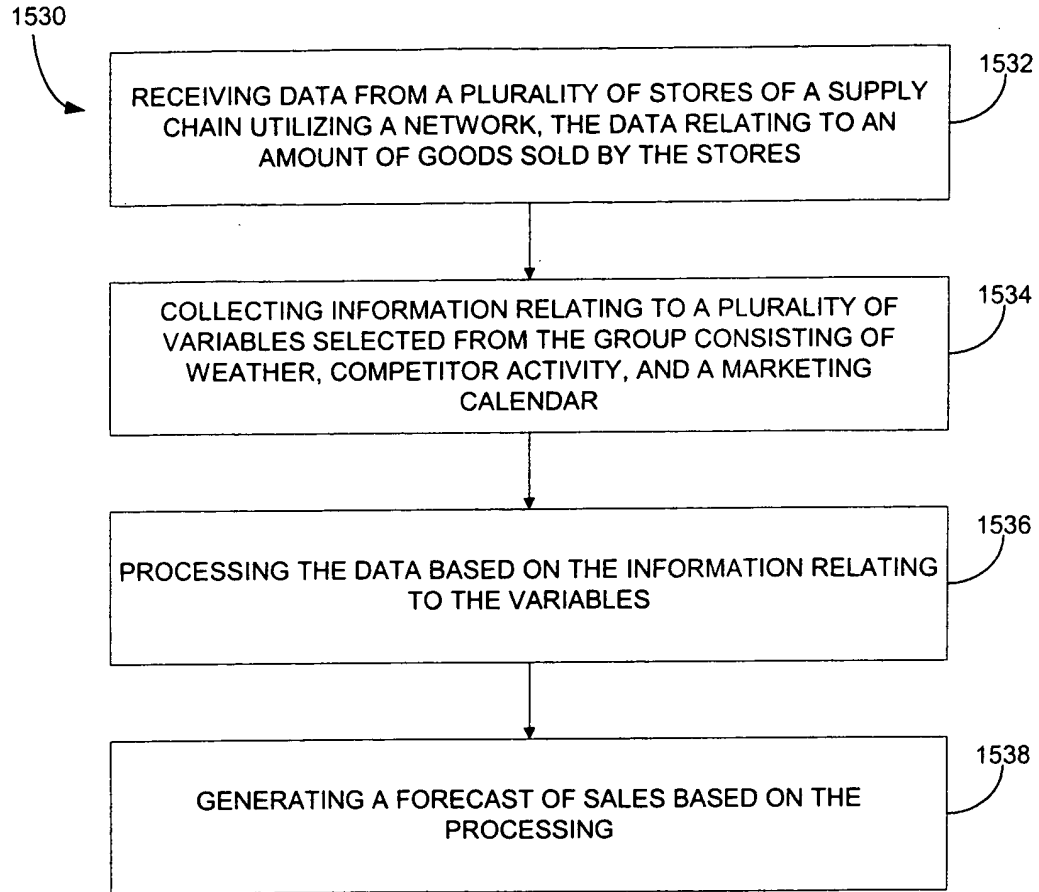 1530
1532
RECEIVING DATA FROM A PLURALITY OF STORES OF A SUPPLY
CHAIN UTILIZING A NETWORK, THE DATA RELATING TO AN
AMOUNT OF GOODS SOLD BY THE STORES
1534
COLLECTING INFORMATION RELATING TO A PLURALITY OF
VARIABLES SELECTED FROM THE GROUP CONSISTING OF
WEATHER, COMPETITOR ACTIVITY, AND A MARKETING
CALENDAR
1536
PROCESSING THE DATA BASED ON THE INFORMATION RELATING
TO THE VARIABLES
1538
GENERATING A FORECAST OF SALES BASED ON THE
PROCESSING